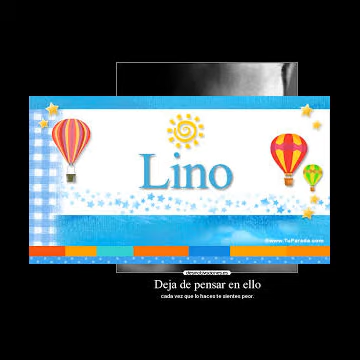 Lino
©www.TuParada.com
Deja de pensar en ello
cada vez que lo haces te sientes peor.